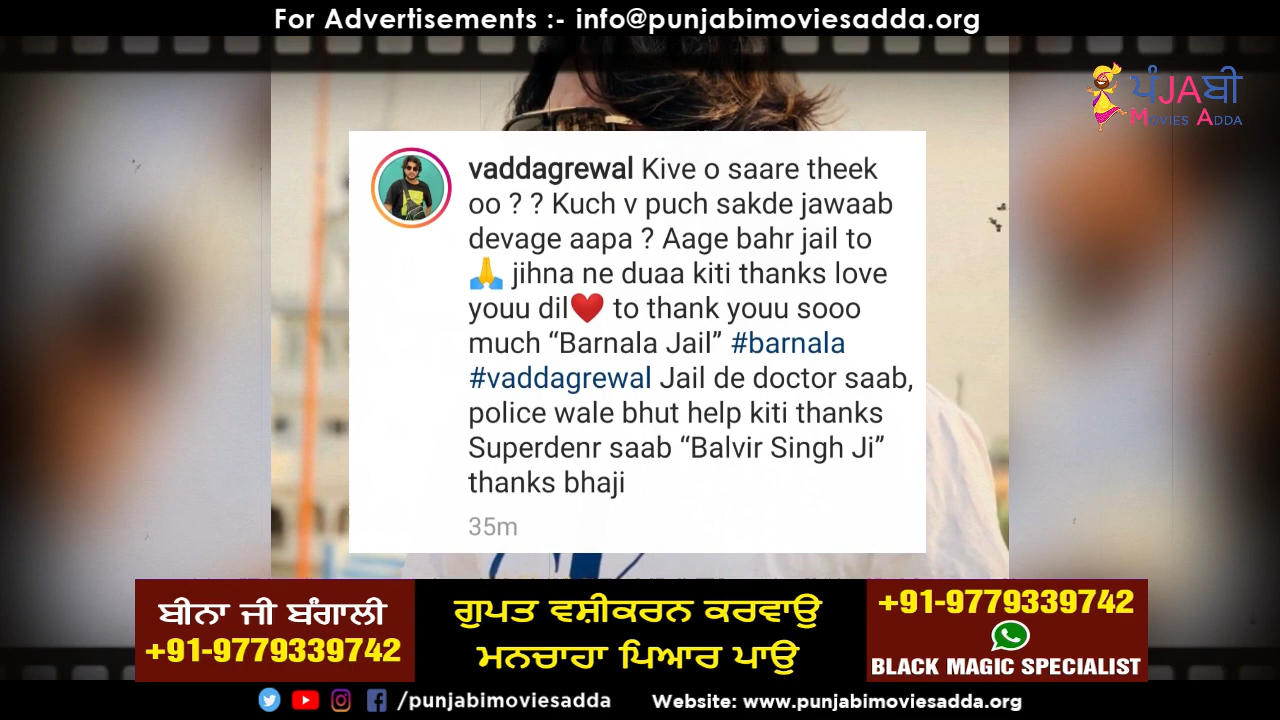 For Advertisements :- info@punjabimoviesadda.org
ਪੰJAਬੀ
MOVIES ADDA
vaddagrewal Kive o saare theek
oo ? ? Kuch v puch sakde jawaab
devage aapa ? Aage bahr jail to
🙏 jihna ne duaa kiti thanks love
youu dil❤️ to thank youu sooo
much “Barnala Jail” #barnala
#vaddagrewal Jail de doctor saab,
police wale bhut help kiti thanks
Superdenr saab “Balvir Singh Ji”
thanks bhaji
35m
ਬੀਨਾ ਜੀ ਬੰਗਾਲੀ
+91-9779339742
ਗੁਪਤ ਵਸ਼ੀਕਰਨ ਕਰਵਾਉ
ਮਨਚਾਹਾ ਪਿਆਰ ਪਾਉ
+91-9779339742
BLACK MAGIC SPECIALIST
/punjabimoviesadda Website: www.punjabimoviesadda.org